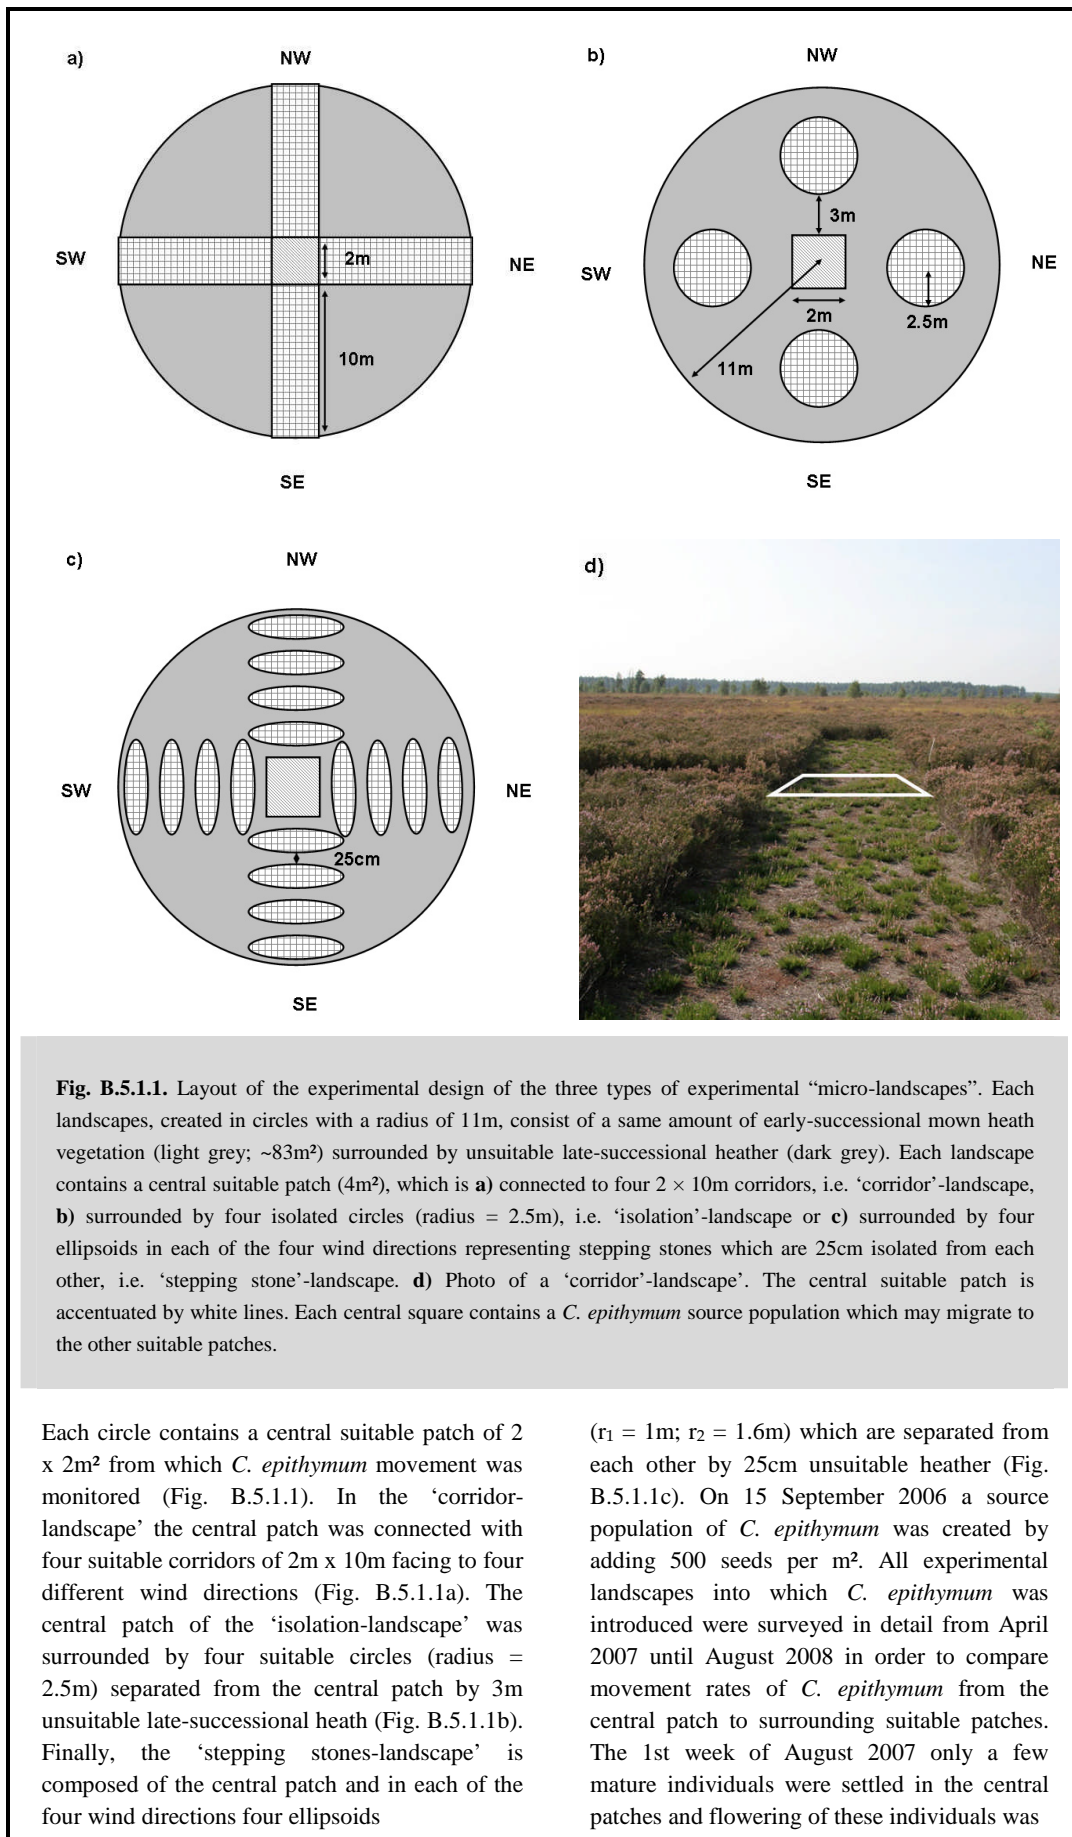 a)
NW
SW
2m
NE
10m
SE
b)
NW
3m
SW
NE
2m
2.5m
11m
SE
c)
NW
SW
NE
25cm
SE
d)
Fig. B.5.1.1. Layout of the experimental design of the three types of experimental “micro-landscapes”. Each
landscapes, created in circles with a radius of 11m, consist of a same amount of early-successional mown heath
vegetation (light grey; ~83m²) surrounded by unsuitable late-successional heather (dark grey). Each landscape
contains a central suitable patch (4m²), which is a) connected to four 2 × 10m corridors, i.e. ‘corridor’-landscape,
b) surrounded by four isolated circles (radius = 2.5m), i.e. ‘isolation’-landscape or c) surrounded by four
ellipsoids in each of the four wind directions representing stepping stones which are 25cm isolated from each
other, i.e. ‘stepping stone’-landscape. d) Photo of a ‘corridor’-landscape’. The central suitable patch is
accentuated by white lines. Each central square contains a C. epithymum source population which may migrate to
the other suitable patches.
Each circle contains a central suitable patch of 2
x 2m² from which C. epithymum movement was
monitored (Fig. B.5.1.1). In the ‘corridor-
landscape’ the central patch was connected with
four suitable corridors of 2m x 10m facing to four
different wind directions (Fig. B.5.1.1a). The
central patch of the ‘isolation-landscape’ was
surrounded by four suitable circles (radius =
2.5m) separated from the central patch by 3m
unsuitable late-successional heath (Fig. B.5.1.1b).
Finally, the ‘stepping stones-landscape’ is
composed of the central patch and in each of the
four wind directions four ellipsoids
(r₁ = 1m; r₂ = 1.6m) which are separated from
each other by 25cm unsuitable heather (Fig.
B.5.1.1c). On 15 September 2006 a source
population of C. epithymum was created by
adding 500 seeds per m². All experimental
landscapes into which C. epithymum was
introduced were surveyed in detail from April
2007 until August 2008 in order to compare
movement rates of C. epithymum from the
central patch to surrounding suitable patches.
The 1st week of August 2007 only a few
mature individuals were settled in the central
patches and flowering of these individuals was